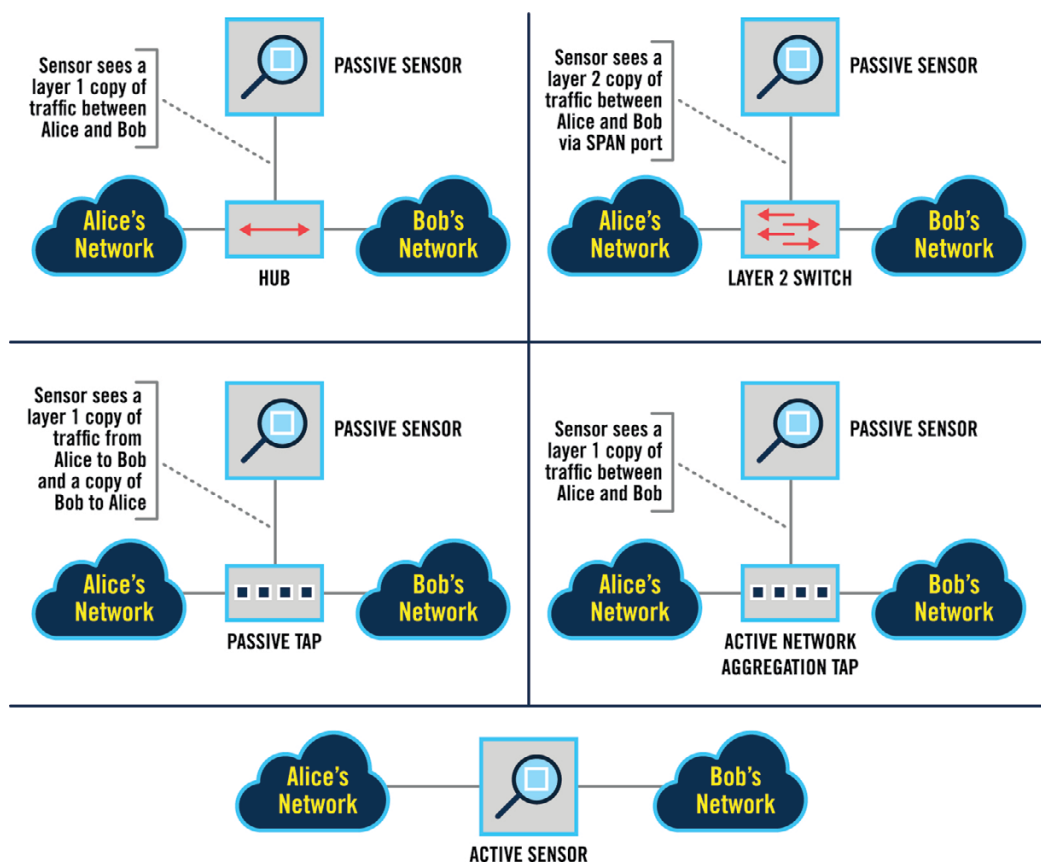 Sensor sees a
layer 1 copy of
traffic between
Alice and Bob
PASSIVE SENSOR
Alice's
Network
Bob's
Network
HUB
Sensor sees a
layer 2 copy of
traffic between
Alice and Bob
via SPAN port
PASSIVE SENSOR
Alice's
Network
Bob's
Network
LAYER 2 SWITCH
Sensor sees a
layer 1 copy of
traffic from
Alice to Bob
and a copy of
Bob to Alice
PASSIVE SENSOR
Alice's
Network
Bob's
Network
PASSIVE TAP
Sensor sees a
layer 1 copy of
traffic between
Alice and Bob
PASSIVE SENSOR
Alice's
Network
Bob's
Network
ACTIVE NETWORK
AGGREGATION TAP
Alice's
Network
Bob's
Network
ACTIVE SENSOR